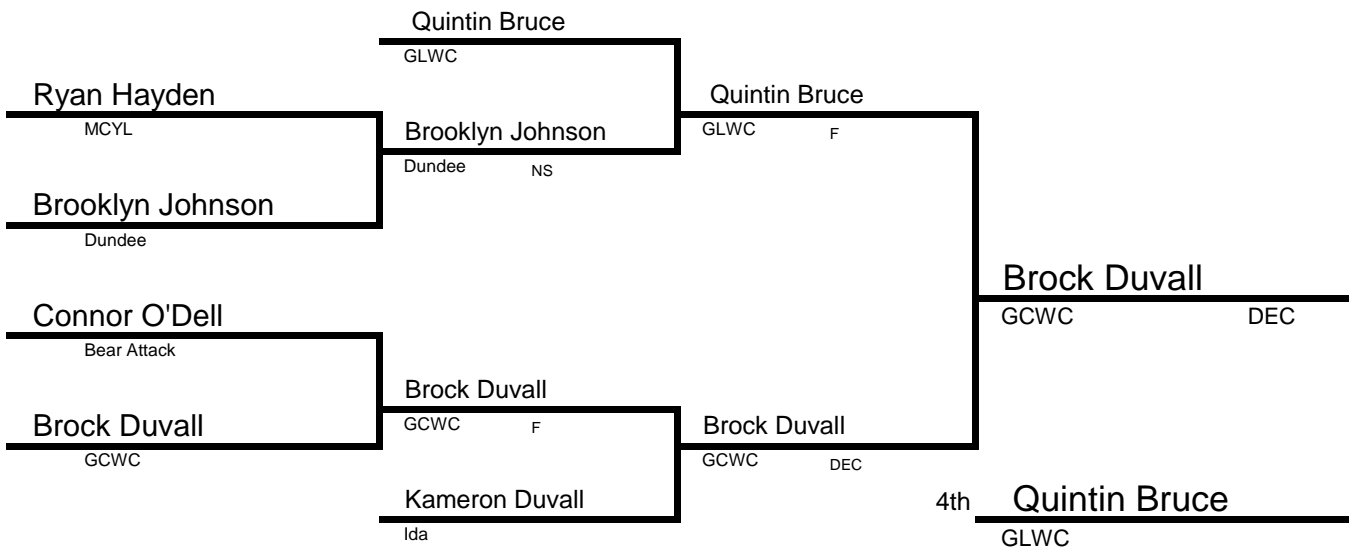 Quintin Bruce
GLWC
Ryan Hayden
MCYL
Quintin Bruce
GLWC F
Brooklyn Johnson
Dundee NS
Brooklyn Johnson
Dundee
Brock Duvall
GCWC DEC
Connor O'Dell
Bear Attack
Brock Duvall
GCWC F
Brock Duvall
GCWC
Brock Duvall
GCWC DEC
Kameron Duvall
Ida
4th Quintin Bruce
GLWC